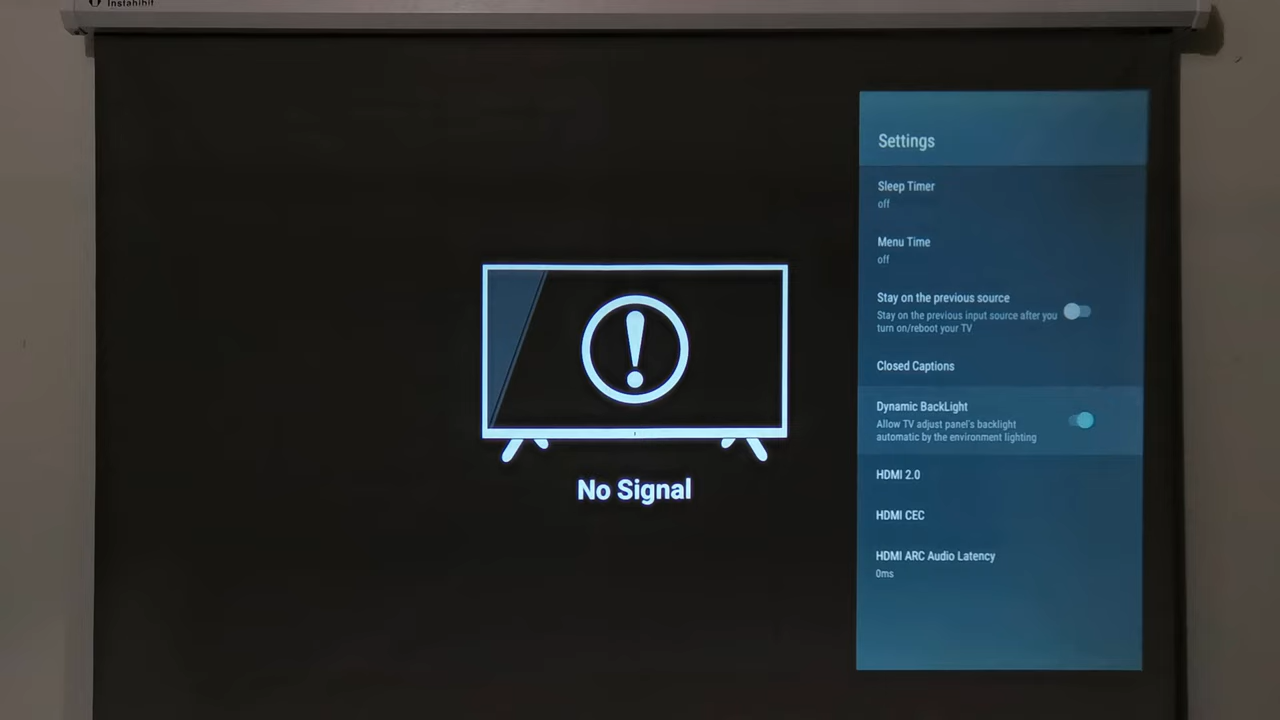 Instahibit
Settings
Sleep Timer
off
Menu Time
off
Stay on the previous source
Stay on the previous input source after you
turn on/reboot your TV
Closed Captions
Dynamic BackLight
Allow TV adjust panel's backlight
automatic by the environment lighting
HDMI 2.0
HDMI CEC
HDMI ARC Audio Latency
0ms
No Signal